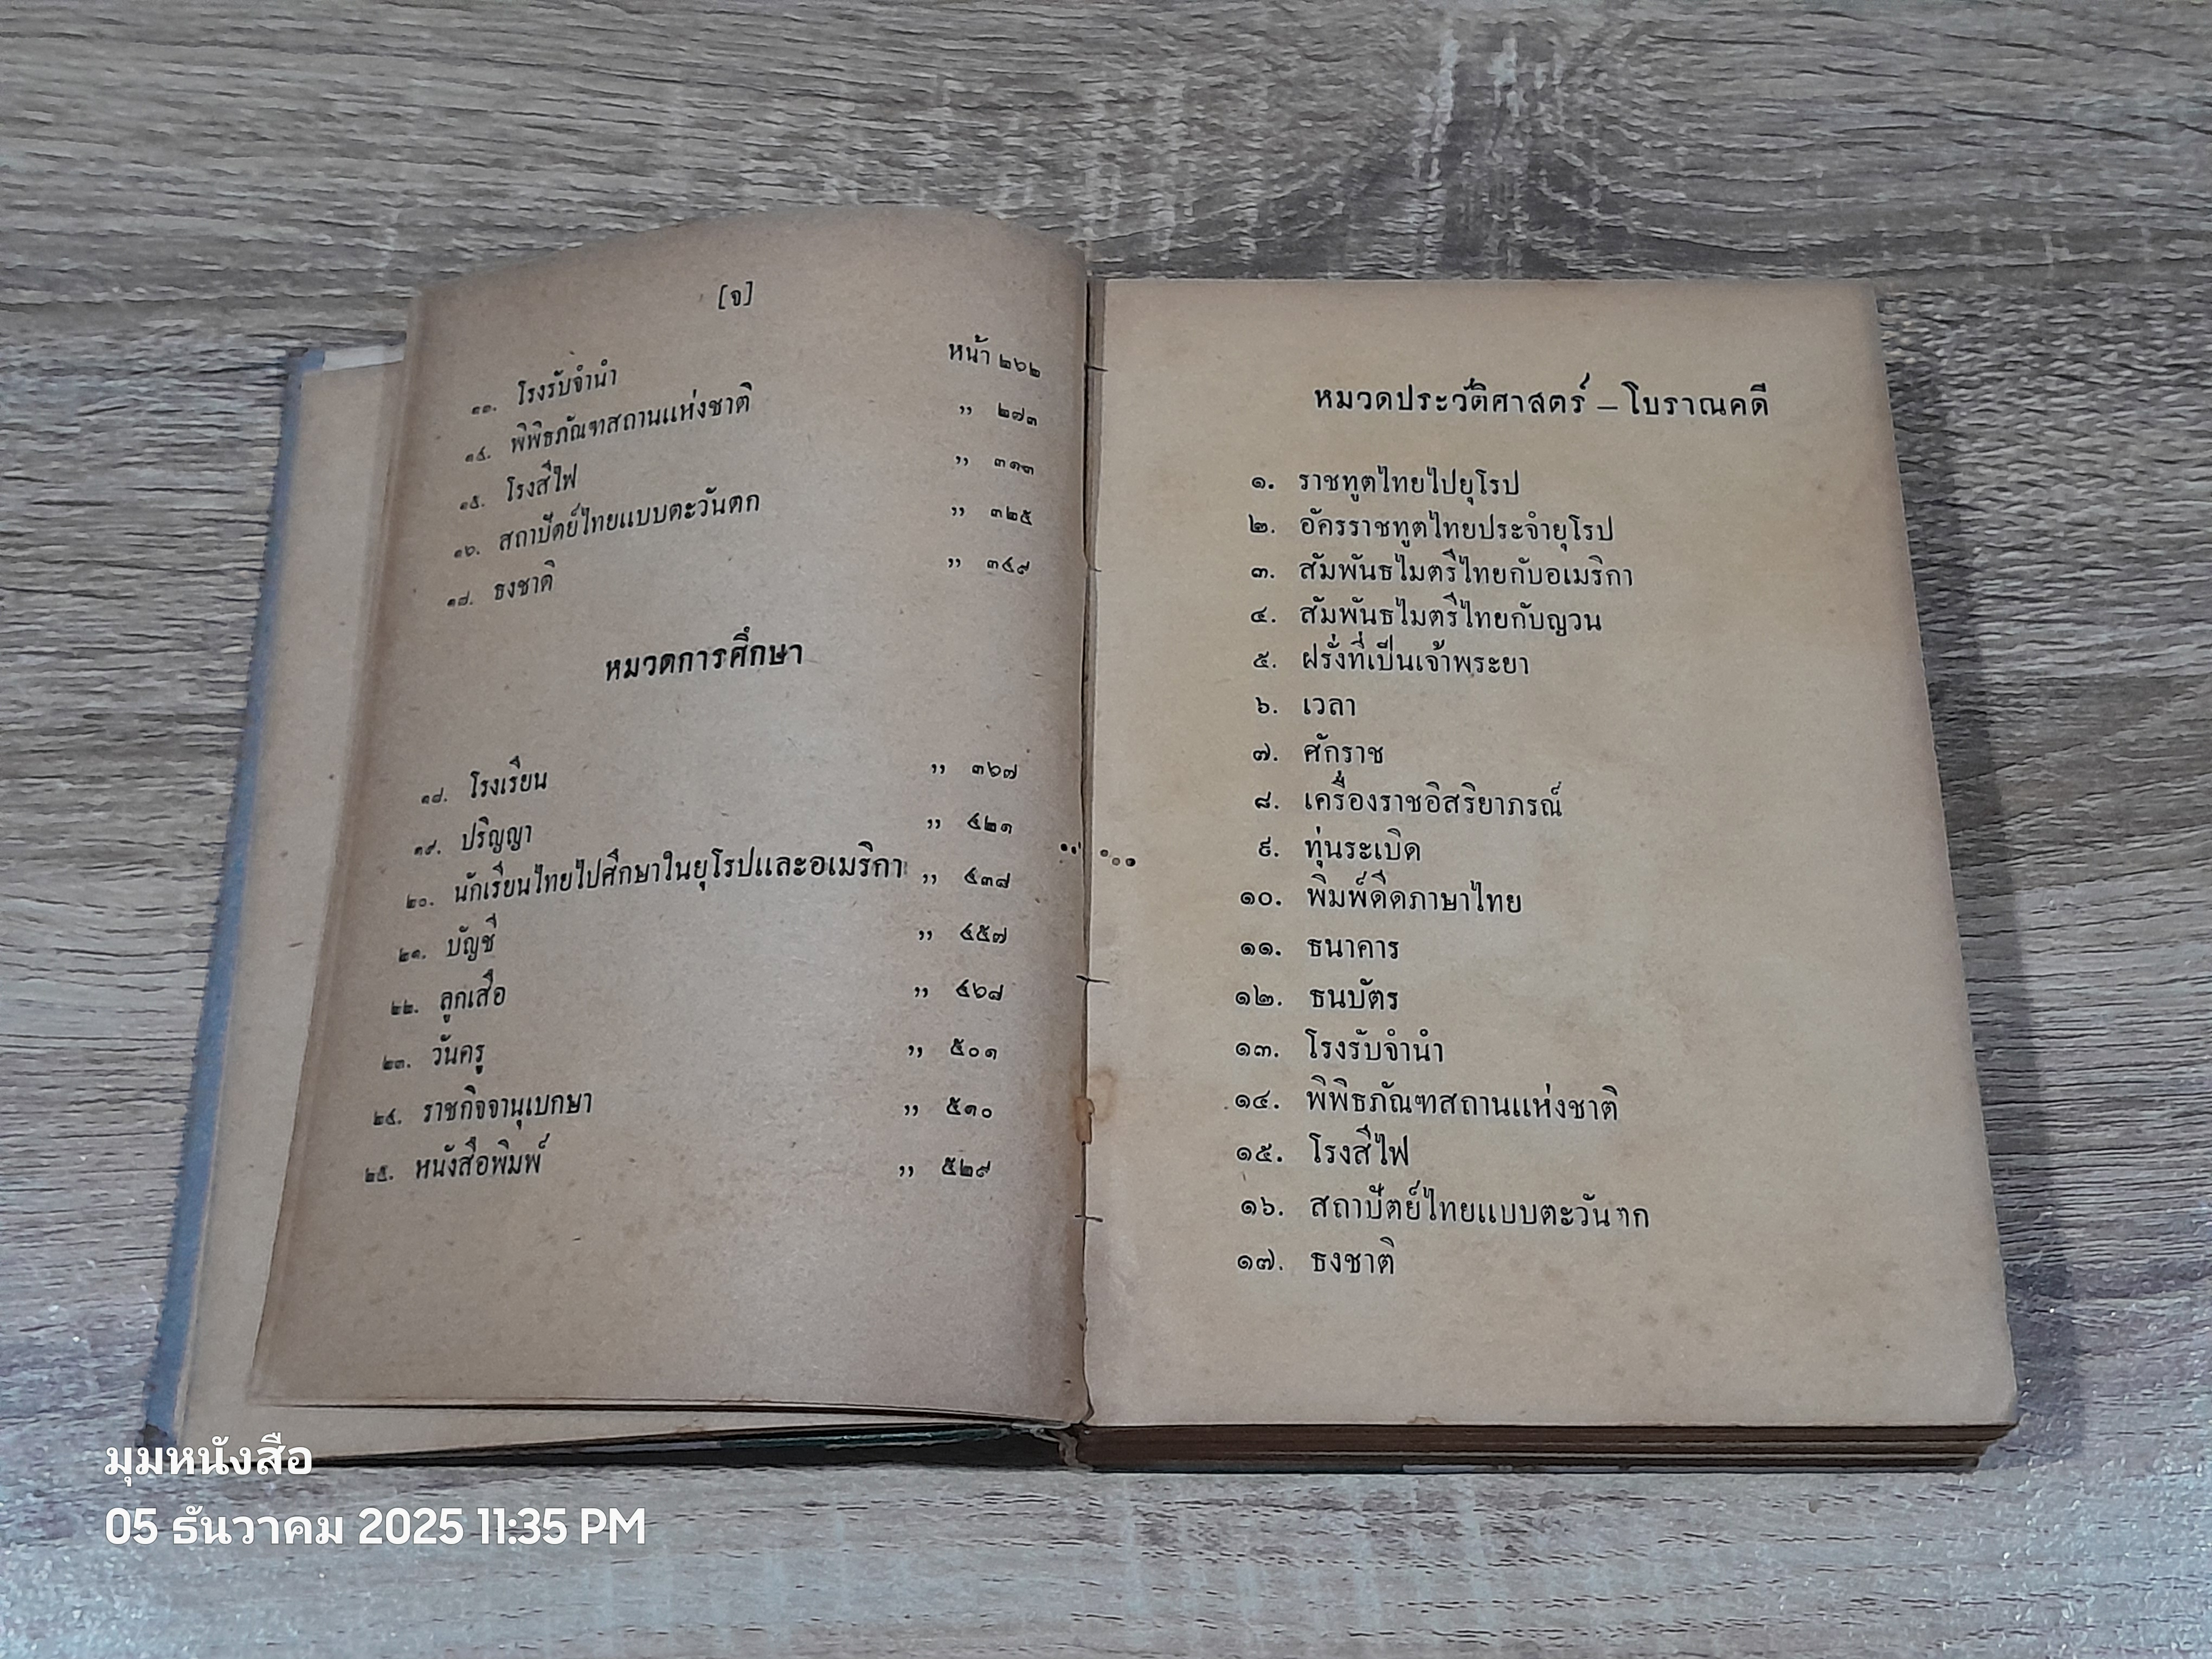 [จ]
๑๓. โรงรับจำนำ หน้า ๒๖๒
๑๔. พิพิธภัณฑสถานแห่งชาติ ,, ๒๗๓
๑๕. โรงสีไฟ ,, ๓๑๓
๑๖. สถาปัตย์ไทยแบบตะวันตก ,, ๓๒๕
๑๗. ธงชาติ ,, ๓๔๙
หมวดการศึกษา
๑๘. โรงเรียน ,, ๓๖๗
๑๙. ปริญญา ,, ๔๒๑
๒๐. นักเรียนไทยไปศึกษาในยุโรปและอเมริกา ,, ๔๓๘
๒๑. บัญชี ,, ๔๕๗
๒๒. ลูกเสือ ,, ๔๖๘
๒๓. วันครู ,, ๕๐๑
๒๔. ราชกิจจานุเบกษา ,, ๕๑๐
๒๕. หนังสือพิมพ์ ,, ๕๒๙
หมวดประวัติศาสตร์ – โบราณคดี
๑. ราชทูตไทยไปยุโรป
๒. อัครราชทูตไทยประจำยุโรป
๓. สัมพันธไมตรีไทยกับอเมริกา
๔. สัมพันธไมตรีไทยกับญวน
๕. ฝรั่งที่เป็นเจ้าพระยา
๖. เวลา
๗. ศักราช
๘. เครื่องราชอิสริยาภรณ์
๙. ทุ่นระเบิด
๑๐. พิมพ์ดีดภาษาไทย
๑๑. ธนาคาร
๑๒. ธนบัตร
๑๓. โรงรับจำนำ
๑๔. พิพิธภัณฑสถานแห่งชาติ
๑๕. โรงสีไฟ
๑๖. สถาปัตย์ไทยแบบตะวันตก
๑๗. ธงชาติ
มุมหนังสือ
05 ธันวาคม 2025 11:35 PM